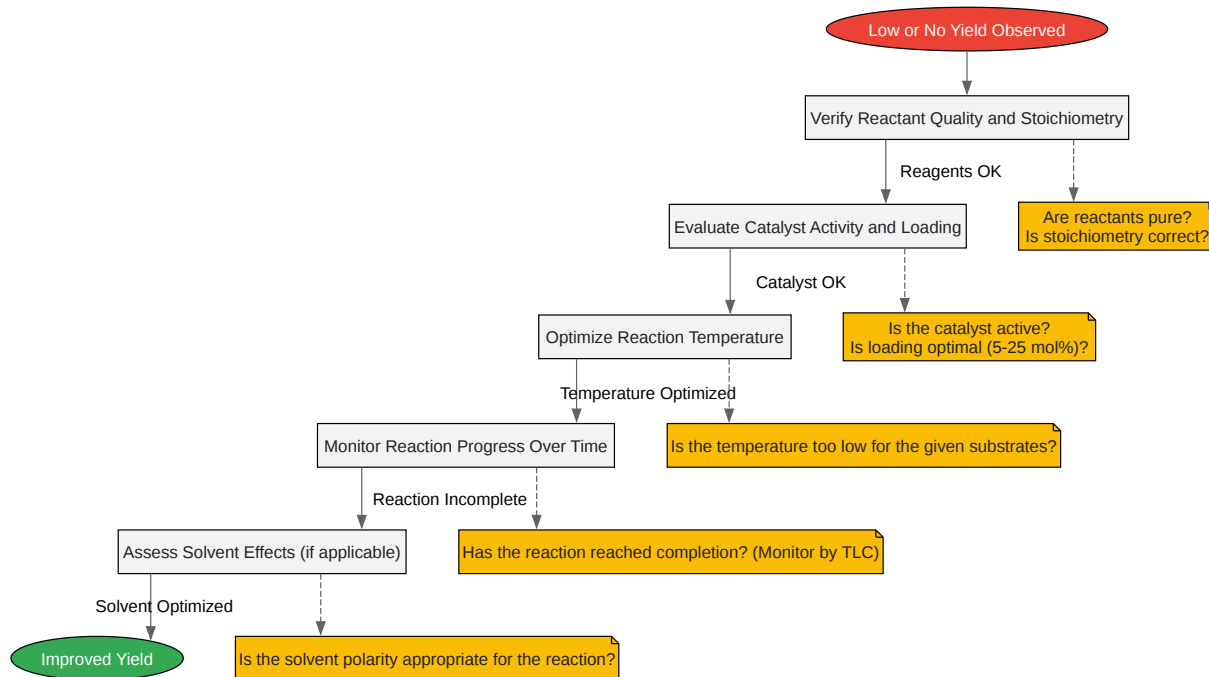 Low or No Yield Observed
Verify Reactant Quality and Stoichiometry
Reagents OK
Are reactants pure?
Is stoichiometry correct?
Evaluate Catalyst Activity and Loading
Catalyst OK
Is the catalyst active?
Is loading optimal (5-25 mol%)?
Optimize Reaction Temperature
Temperature Optimized
Is the temperature too low for the given substrates?
Monitor Reaction Progress Over Time
Reaction Incomplete
Has the reaction reached completion? (Monitor by TLC)
Assess Solvent Effects (if applicable)
Solvent Optimized
Is the solvent polarity appropriate for the reaction?
Improved Yield